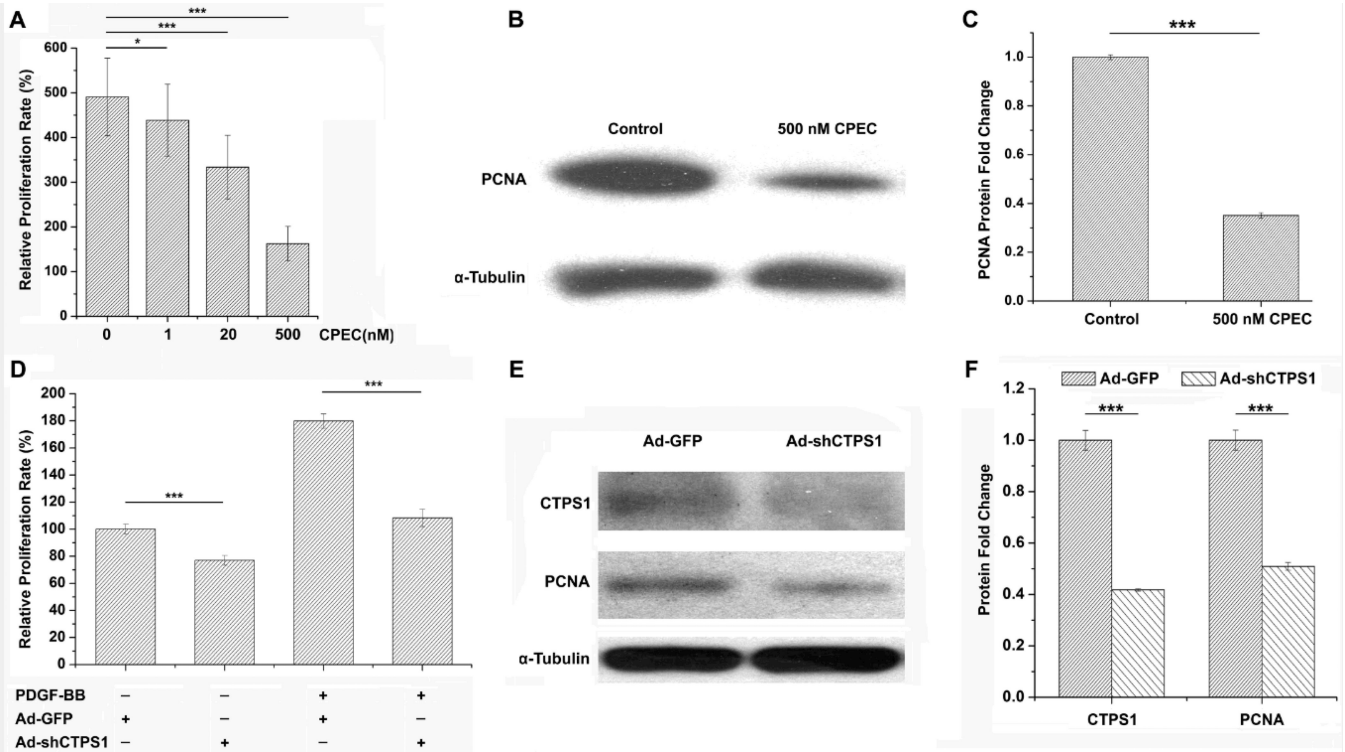 A
***
***
*
Relative Proliferation Rate (%)
600
500
400
300
200
100
0
0 1 20 500 CPEC(nM)
B
Control 500 nM CPEC
PCNA
α-Tubulin
C
***
PCNA Protein Fold Change
1.0
0.8
0.6
0.4
0.2
0.0
Control 500 nM CPEC
D
Relative Proliferation Rate (%)
200
180
160
140
120
100
80
60
40
20
0
***
***
PDGF-BB – – + +
Ad-GFP + – + –
Ad-shCTPS1 – + – +
E
Ad-GFP Ad-shCTPS1
CTPS1
PCNA
α-Tubulin
F
Ad-GFP Ad-shCTPS1
*** ***
Protein Fold Change
1.2
1.0
0.8
0.6
0.4
0.2
0.0
CTPS1 PCNA